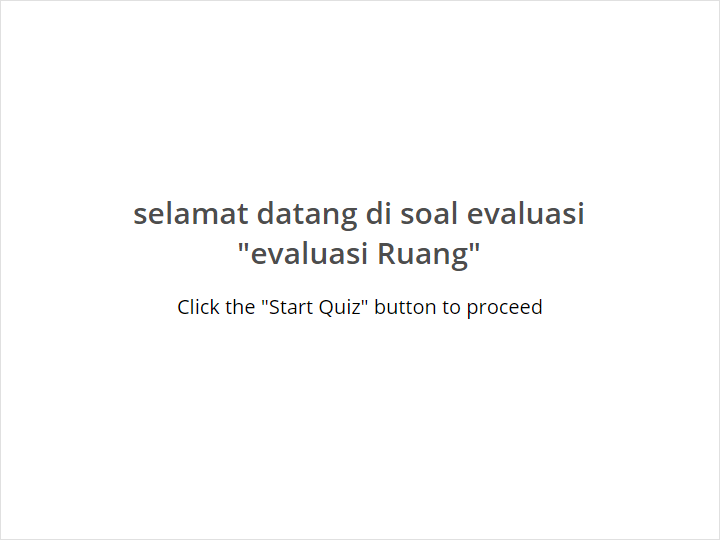 selamat datang di soal evaluasi
"evaluasi Ruang"
Click the "Start Quiz" button to proceed